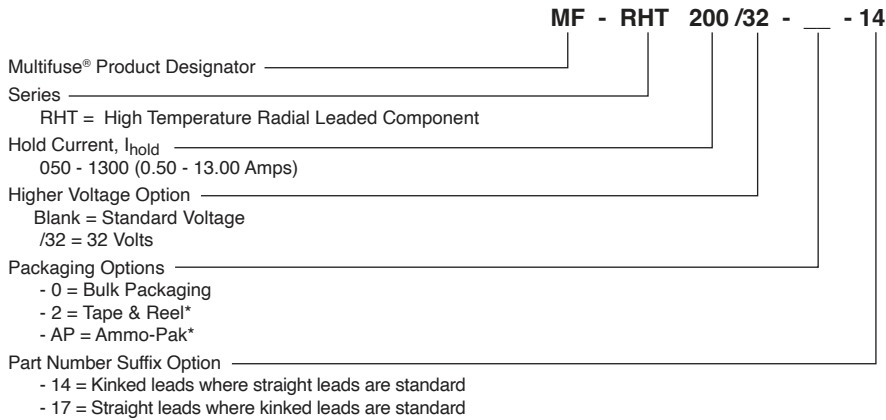 MF - RHT 200 /32 - __ - 14
Multifuse® Product Designator
Series
RHT = High Temperature Radial Leaded Component
Hold Current, Ihold
050 - 1300 (0.50 - 13.00 Amps)
Higher Voltage Option
Blank = Standard Voltage
/32 = 32 Volts
Packaging Options
- 0 = Bulk Packaging
- 2 = Tape & Reel*
- AP = Ammo-Pak*
Part Number Suffix Option
- 14 = Kinked leads where straight leads are standard
- 17 = Straight leads where kinked leads are standard